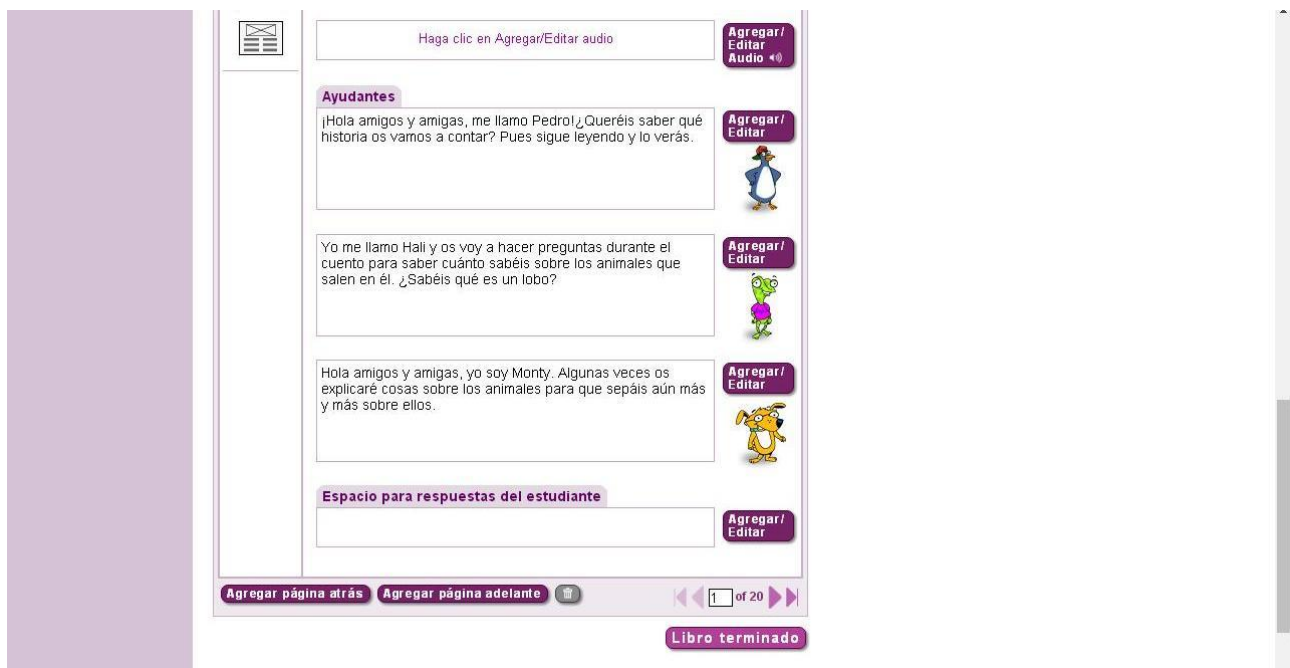 Haga clic en Agregar/Editar audio
Agregar/
Editar
Audio
Ayudantes
¡Hola amigos y amigas, me llamo Pedro!¿Queréis saber qué
historia os vamos a contar? Pues sigue leyendo y lo verás.
Agregar/
Editar
Yo me llamo Hali y os voy a hacer preguntas durante el
cuento para saber cuánto sabéis sobre los animales que
salen en él. ¿Sabéis qué es un lobo?
Agregar/
Editar
Hola amigos y amigas, yo soy Monty. Algunas veces os
explicaré cosas sobre los animales para que sepáis aún más
y más sobre ellos.
Agregar/
Editar
Espacio para respuestas del estudiante
Agregar/
Editar
Agregar página atrás Agregar página adelante 1 of 20
Libro terminado